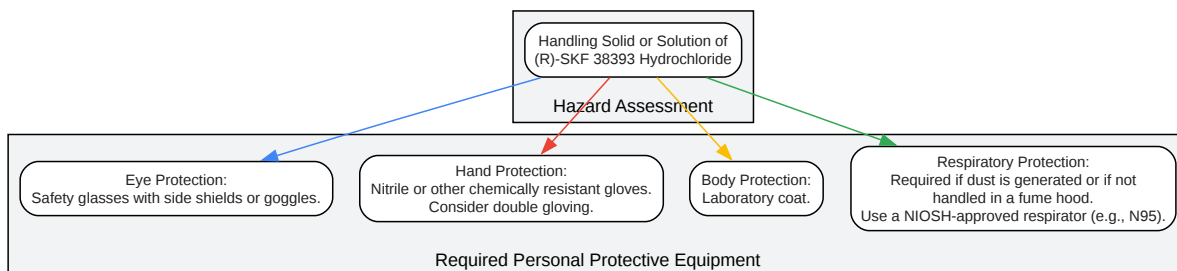 Handling Solid or Solution of
(R)-SKF 38393 Hydrochloride
Hazard Assessment
Eye Protection:
Safety glasses with side shields or goggles.
Hand Protection:
Nitrile or other chemically resistant gloves.
Consider double gloving.
Body Protection:
Laboratory coat.
Respiratory Protection:
Required if dust is generated or if not
handled in a fume hood.
Use a NIOSH-approved respirator (e.g., N95).
Required Personal Protective Equipment